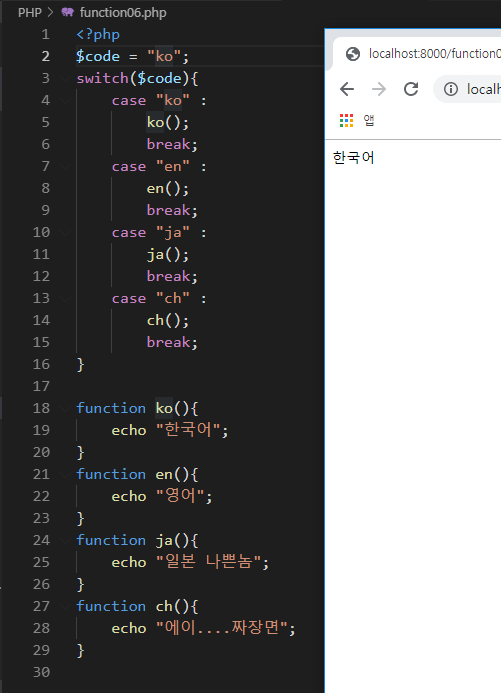 PHP > function06.php
1 <?php
2 $code = "ko";
3 switch($code){
4 case "ko" :
5 ko();
6 break;
7 case "en" :
8 en();
9 break;
10 case "ja" :
11 ja();
12 break;
13 case "ch" :
14 ch();
15 break;
16 }
17
18 function ko(){
19 echo "한국어";
20 }
21 function en(){
22 echo "영어";
23 }
24 function ja(){
25 echo "일본 나쁜놈";
26 }
27 function ch(){
28 echo "에이....짜장면";
29 }
30
localhost:8000/function0
local
앱
한국어